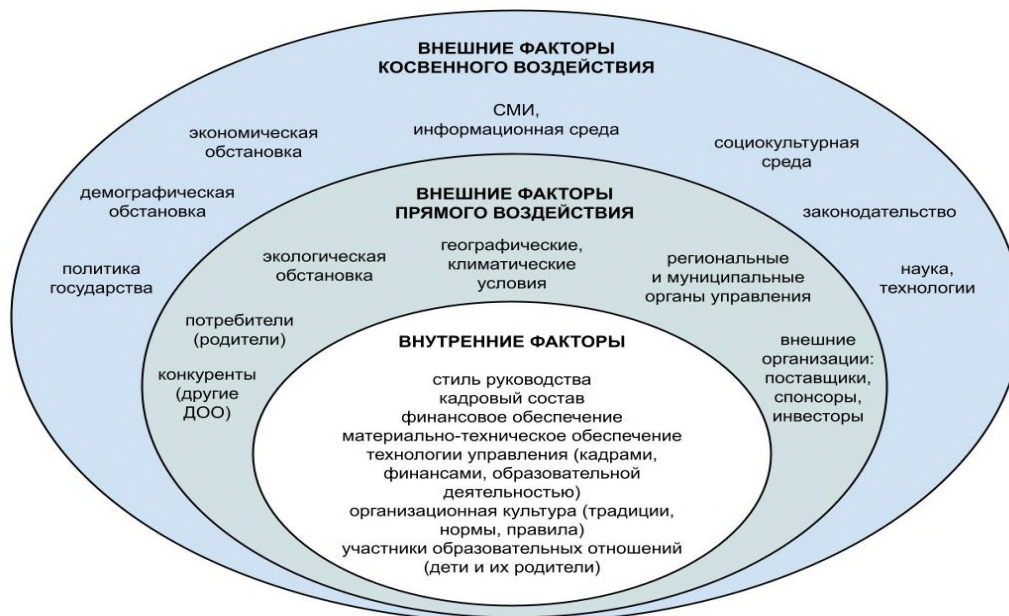 ВНЕШНИЕ ФАКТОРЫ
КОСВЕННОГО ВОЗДЕЙСТВИЯ
СМИ,
информационная среда
экономическая
обстановка
социокультурная
среда
демографическая
обстановка
законодательство
политика
государства
наука,
технологии
ВНЕШНИЕ ФАКТОРЫ
ПРЯМОГО ВОЗДЕЙСТВИЯ
экологическая
обстановка
географические,
климатические
условия
региональные
и муниципальные
органы управления
потребители
(родители)
конкуренты
(другие
ДОО)
внешние
организации:
поставщики,
спонсоры,
инвесторы
ВНУТРЕННИЕ ФАКТОРЫ
стиль руководства
кадровый состав
финансовое обеспечение
материально-техническое обеспечение
технологии управления (кадрами,
финансами, образовательной
деятельностью)
организационная культура (традиции,
нормы, правила)
участники образовательных отношений
(дети и их родители)